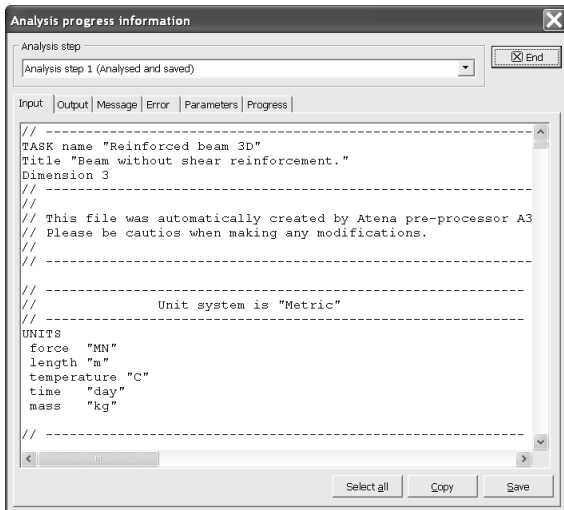 Analysis progress information
Analysis step
Analysis step 1 (Analysed and saved)
End
Input Output Message Error Parameters Progress
// -----------------------------------------------------
TASK name "Reinforced beam 3D"
Title "Beam without shear reinforcement."
Dimension 3
// -----------------------------------------------------
//
// This file was automatically created by Atena pre-processor A3
// Please be cautios when making any modifications.
//
// -----------------------------------------------------
// ----------------------------------------------------
// Unit system is "Metric"
// ----------------------------------------------------
UNITS
force "MN"
length "m"
temperature "C"
time "day"
mass "kg"
// ----------------------------------------------------
Select all Copy Save